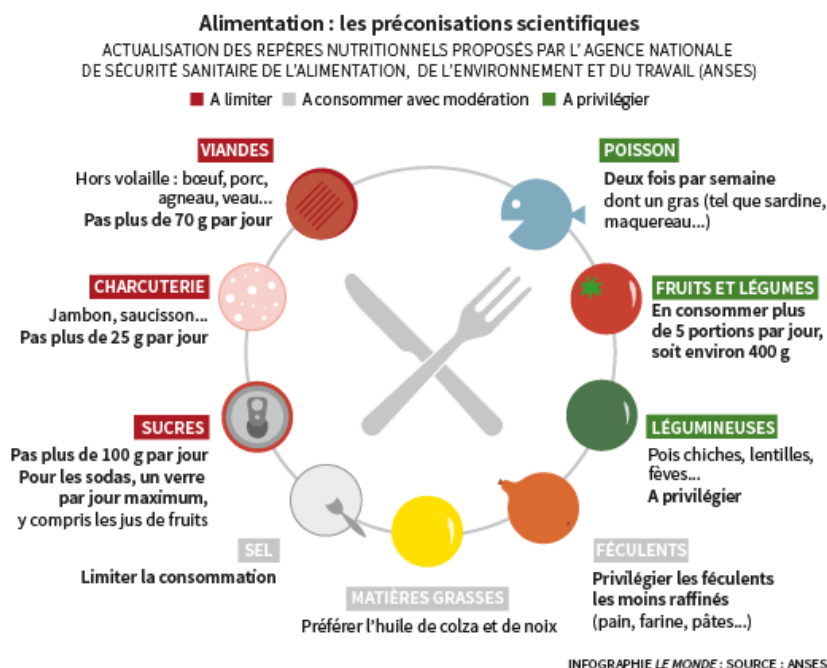 Alimentation : les préconisations scientifiques
ACTUALISATION DES REPÈRES NUTRITIONNELS PROPOSÉS PAR L'AGENCE NATIONALE
DE SÉCURITÉ SANITAIRE DE L'ALIMENTATION, DE L'ENVIRONNEMENT ET DU TRAVAIL (ANSES)
A limiter A consommer avec modération A privilégier
VIANDES
Hors volaille : bœuf, porc,
agneau, veau...
Pas plus de 70 g par jour
POISSON
Deux fois par semaine
dont un gras (tel que sardine,
maquereau...)
CHARCUTERIE
Jambon, saucisson...
Pas plus de 25 g par jour
FRUITS ET LÉGUMES
En consommer plus
de 5 portions par jour,
soit environ 400 g
SUCRES
Pas plus de 100 g par jour
Pour les sodas, un verre
par jour maximum,
y compris les jus de fruits
LÉGUMINEUSES
Pois chiches, lentilles,
fèves...
A privilégier
SEL
Limiter la consommation
MATIÈRES GRASSES
Préférer l'huile de colza et de noix
FÉCULENTS
Privilégier les féculents
les moins raffinés
(pain, farine, pâtes...)
INFOGRAPHIE LE MONDE : SOURCE : ANSES